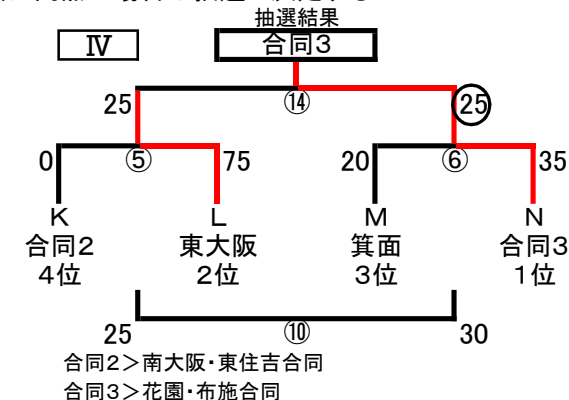 抽選結果
Ⅳ 合同3
25 ⑭ 25
0 ⑤ 75 20 ⑥ 35
K L M N
合同2 東大阪 箕面 合同3
4位 2位 3位 1位
25 ⑩ 30
合同2＞南大阪・東住吉合同
合同3＞花園・布施合同